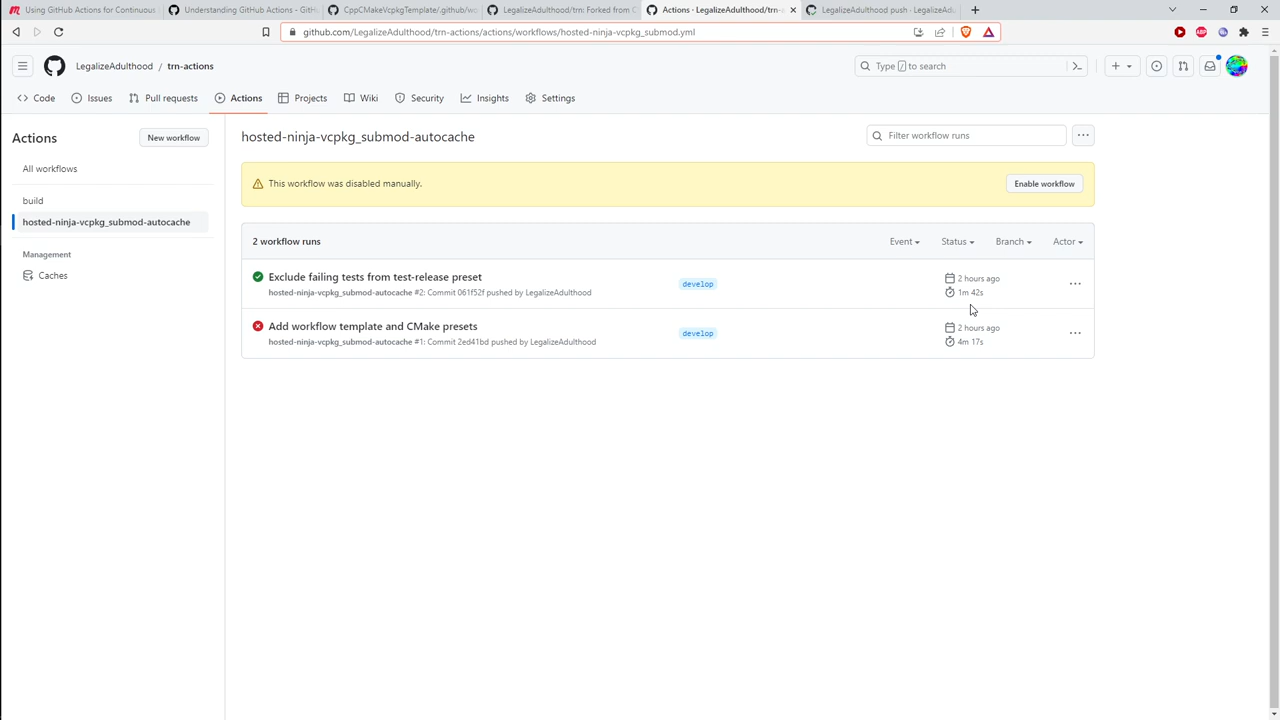 Using GitHub Actions for Continuous
Understanding GitHub Actions - GitH
CppCMakeVcpkgTemplate/.github/wo
LegalizeAdulthood/trn: Forked from C
Actions · LegalizeAdulthood/trn-a
LegalizeAdulthood push · LegalizeAdu
github.com/LegalizeAdulthood/trn-actions/actions/workflows/hosted-ninja-vcpkg_submod.yml
LegalizeAdulthood / trn-actions
Type / to search
Code
Issues
Pull requests
Actions
Projects
Wiki
Security
Insights
Settings
Actions
New workflow
All workflows
build
hosted-ninja-vcpkg_submod-autocache
Management
Caches
hosted-ninja-vcpkg_submod-autocache
Filter workflow runs
This workflow was disabled manually.
Enable workflow
2 workflow runs
Event
Status
Branch
Actor
Exclude failing tests from test-release preset
hosted-ninja-vcpkg_submod-autocache #2: Commit 061f52f pushed by LegalizeAdulthood
develop
2 hours ago
1m 42s
Add workflow template and CMake presets
hosted-ninja-vcpkg_submod-autocache #1: Commit 2ed41bd pushed by LegalizeAdulthood
develop
2 hours ago
4m 17s